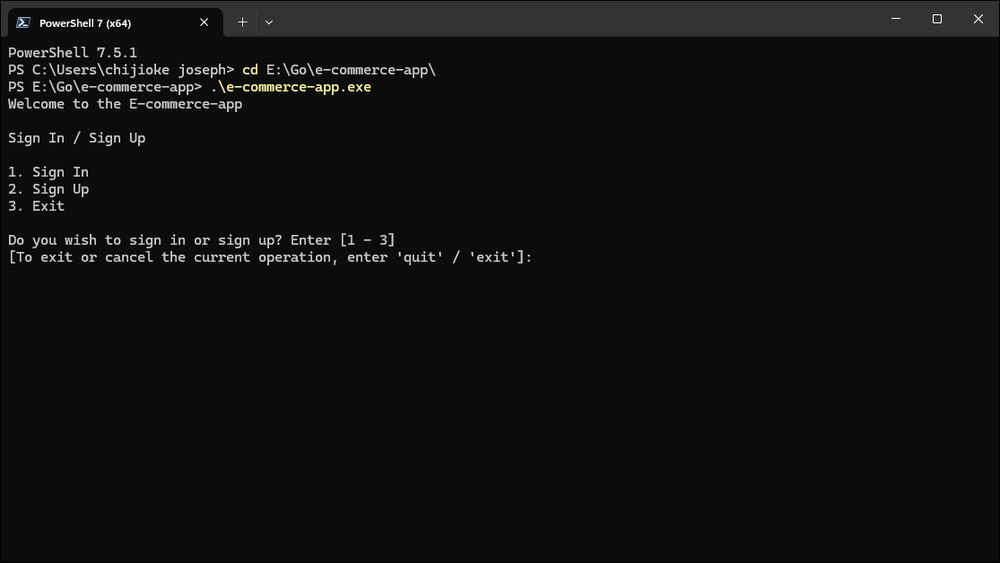 PowerShell 7 (x64)
PowerShell 7.5.1
PS C:\Users\chijioke joseph> cd E:\Go\e-commerce-app\
PS E:\Go\e-commerce-app> .\e-commerce-app.exe
Welcome to the E-commerce-app
Sign In / Sign Up
1. Sign In
2. Sign Up
3. Exit
Do you wish to sign in or sign up? Enter [1 - 3]
[To exit or cancel the current operation, enter 'quit' / 'exit']: